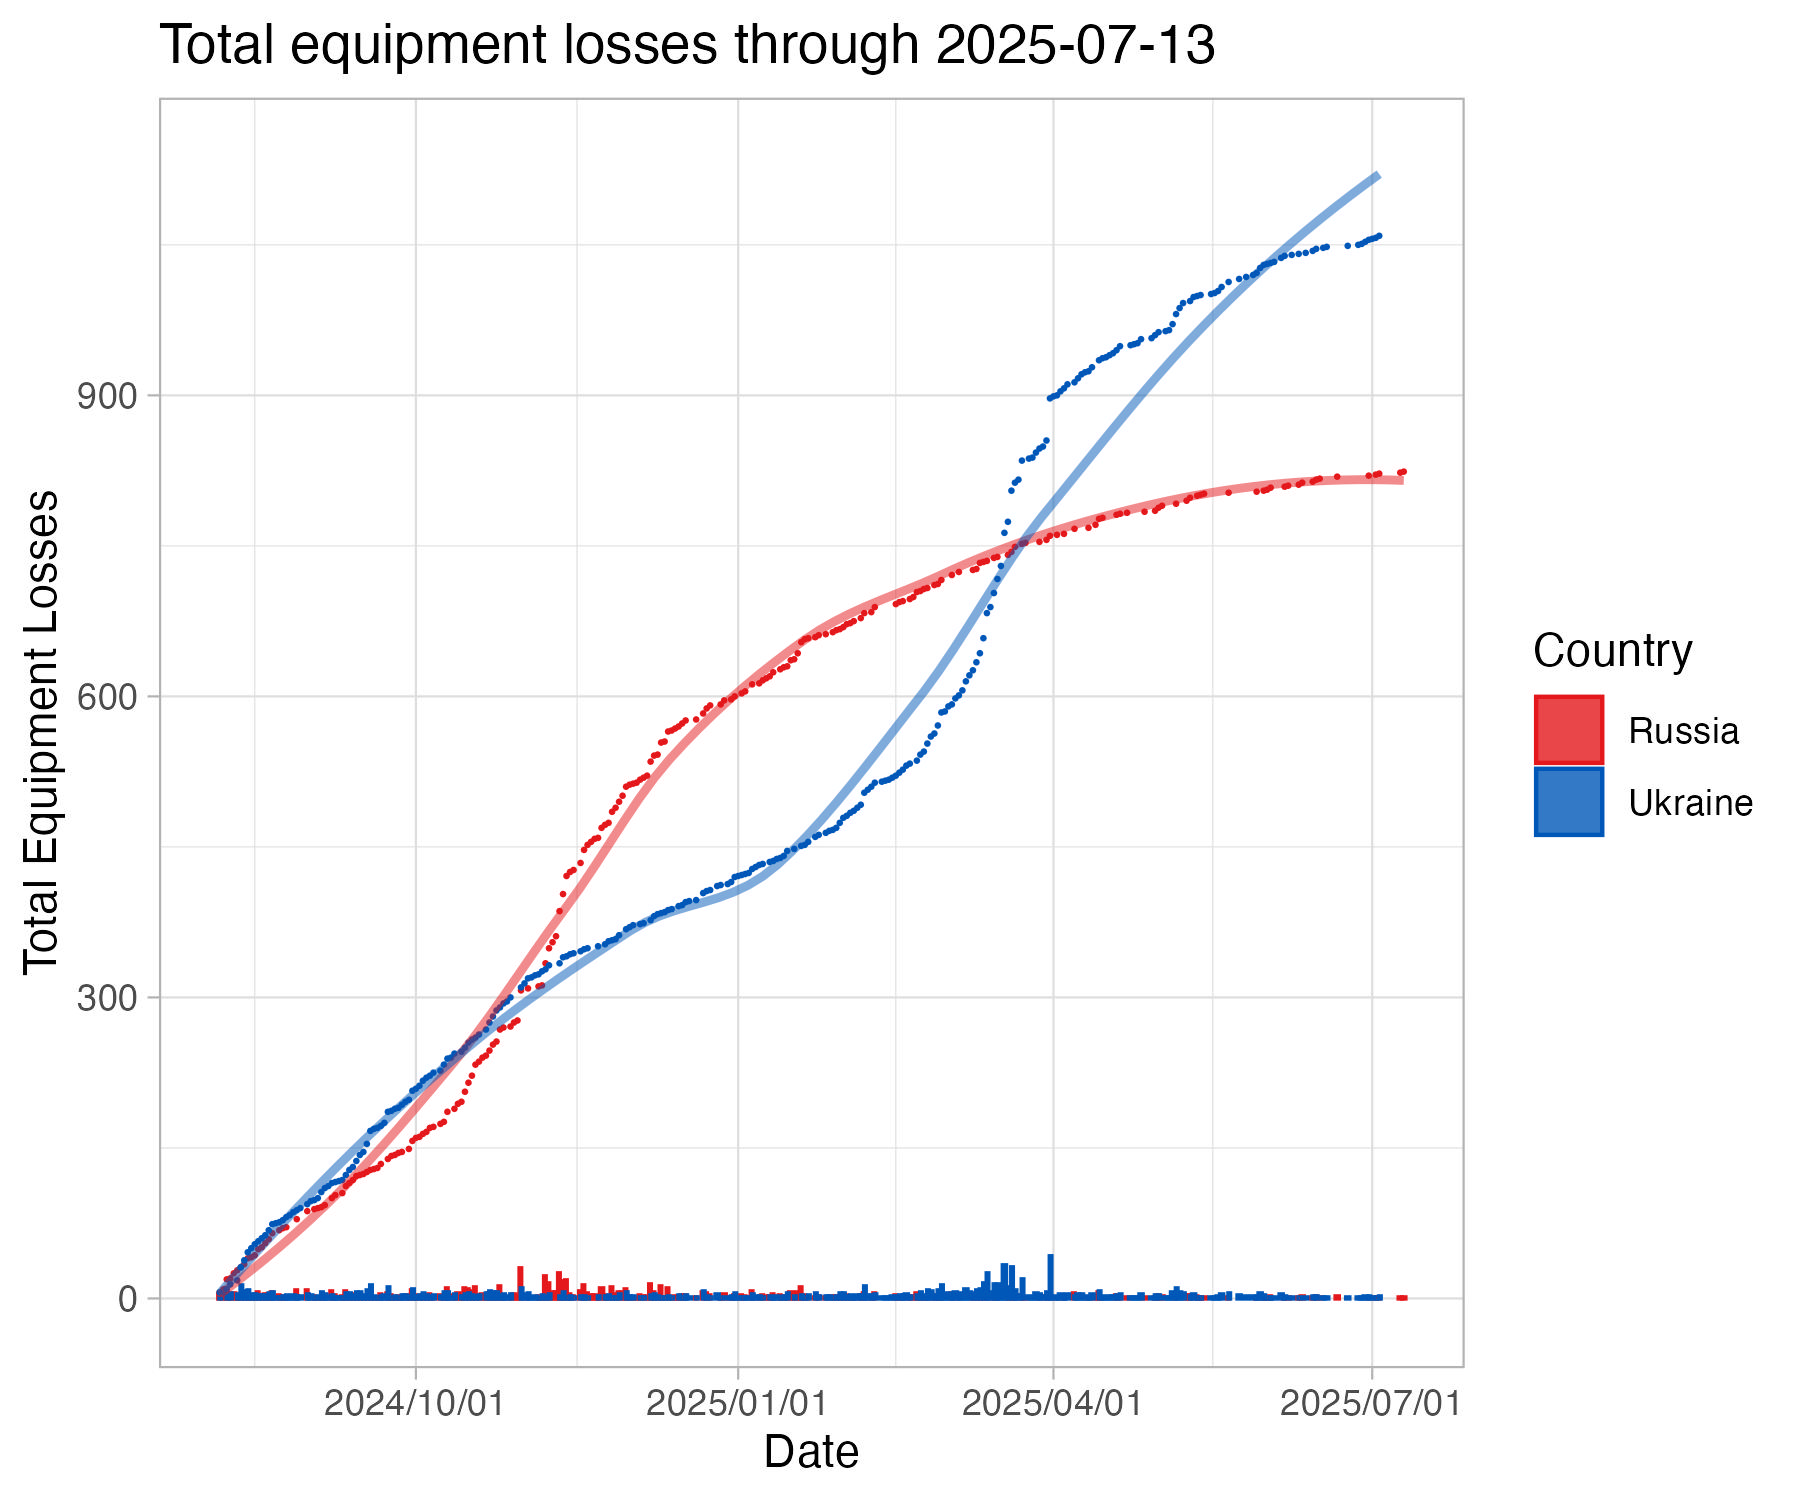 Total equipment losses through 2025-07-13
Total Equipment Losses
900
600
300
0
2024/10/01
2025/01/01
2025/04/01
2025/07/01
Date
Country
Russia
Ukraine